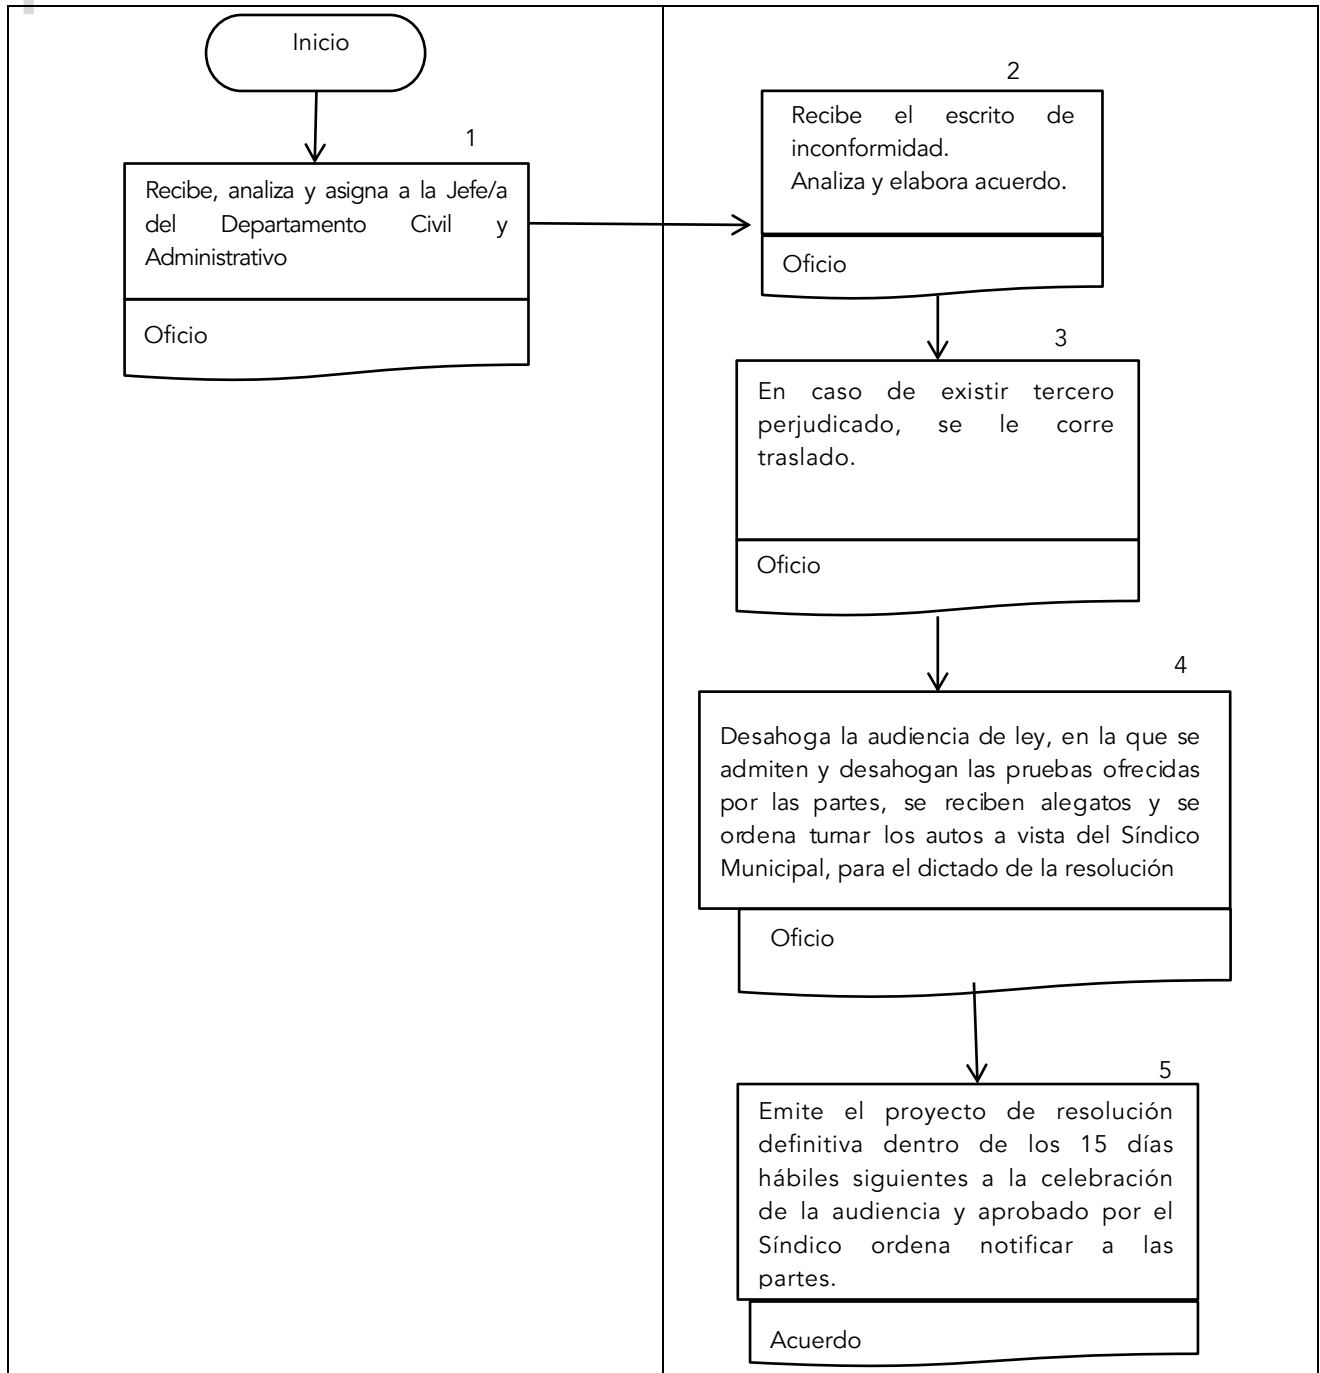 Inicio
1
Recibe, analiza y asigna a la Jefe/a
del Departamento Civil y
Administrativo
Oficio
2
Recibe el escrito de
inconformidad.
Analiza y elabora acuerdo.
Oficio
3
En caso de existir tercero
perjudicado, se le corre
traslado.
Oficio
4
Desahoga la audiencia de ley, en la que se
admiten y desahogan las pruebas ofrecidas
por las partes, se reciben alegatos y se
ordena turnar los autos a vista del Síndico
Municipal, para el dictado de la resolución
Oficio
5
Emite el proyecto de resolución
definitiva dentro de los 15 días
hábiles siguientes a la celebración
de la audiencia y aprobado por el
Síndico ordena notificar a las
partes.
Acuerdo